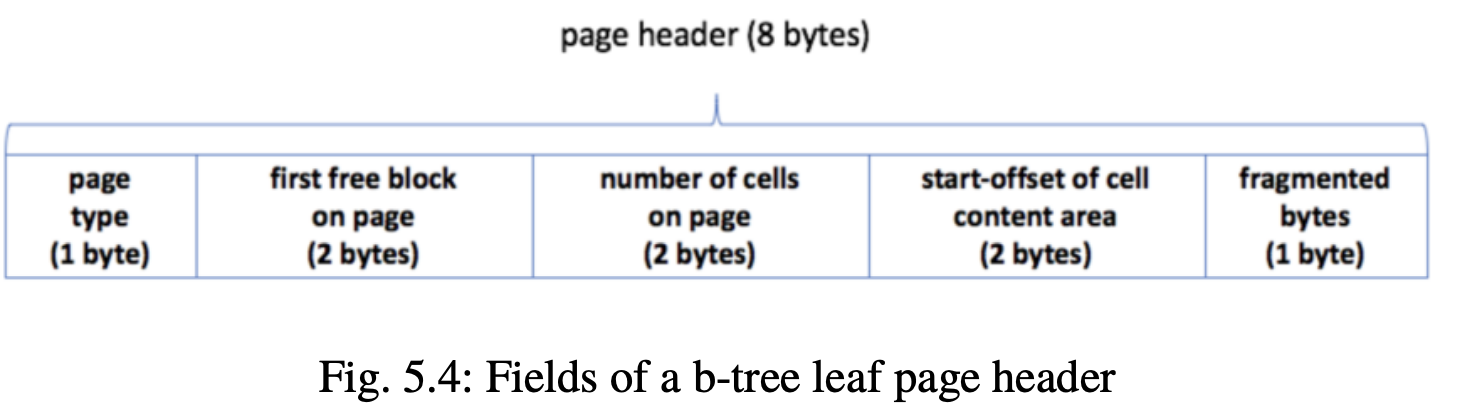 page header (8 bytes)
page
type
(1 byte)
first free block
on page
(2 bytes)
number of cells
on page
(2 bytes)
start-offset of cell
content area
(2 bytes)
fragmented
bytes
(1 byte)
Fig. 5.4: Fields of a b-tree leaf page header